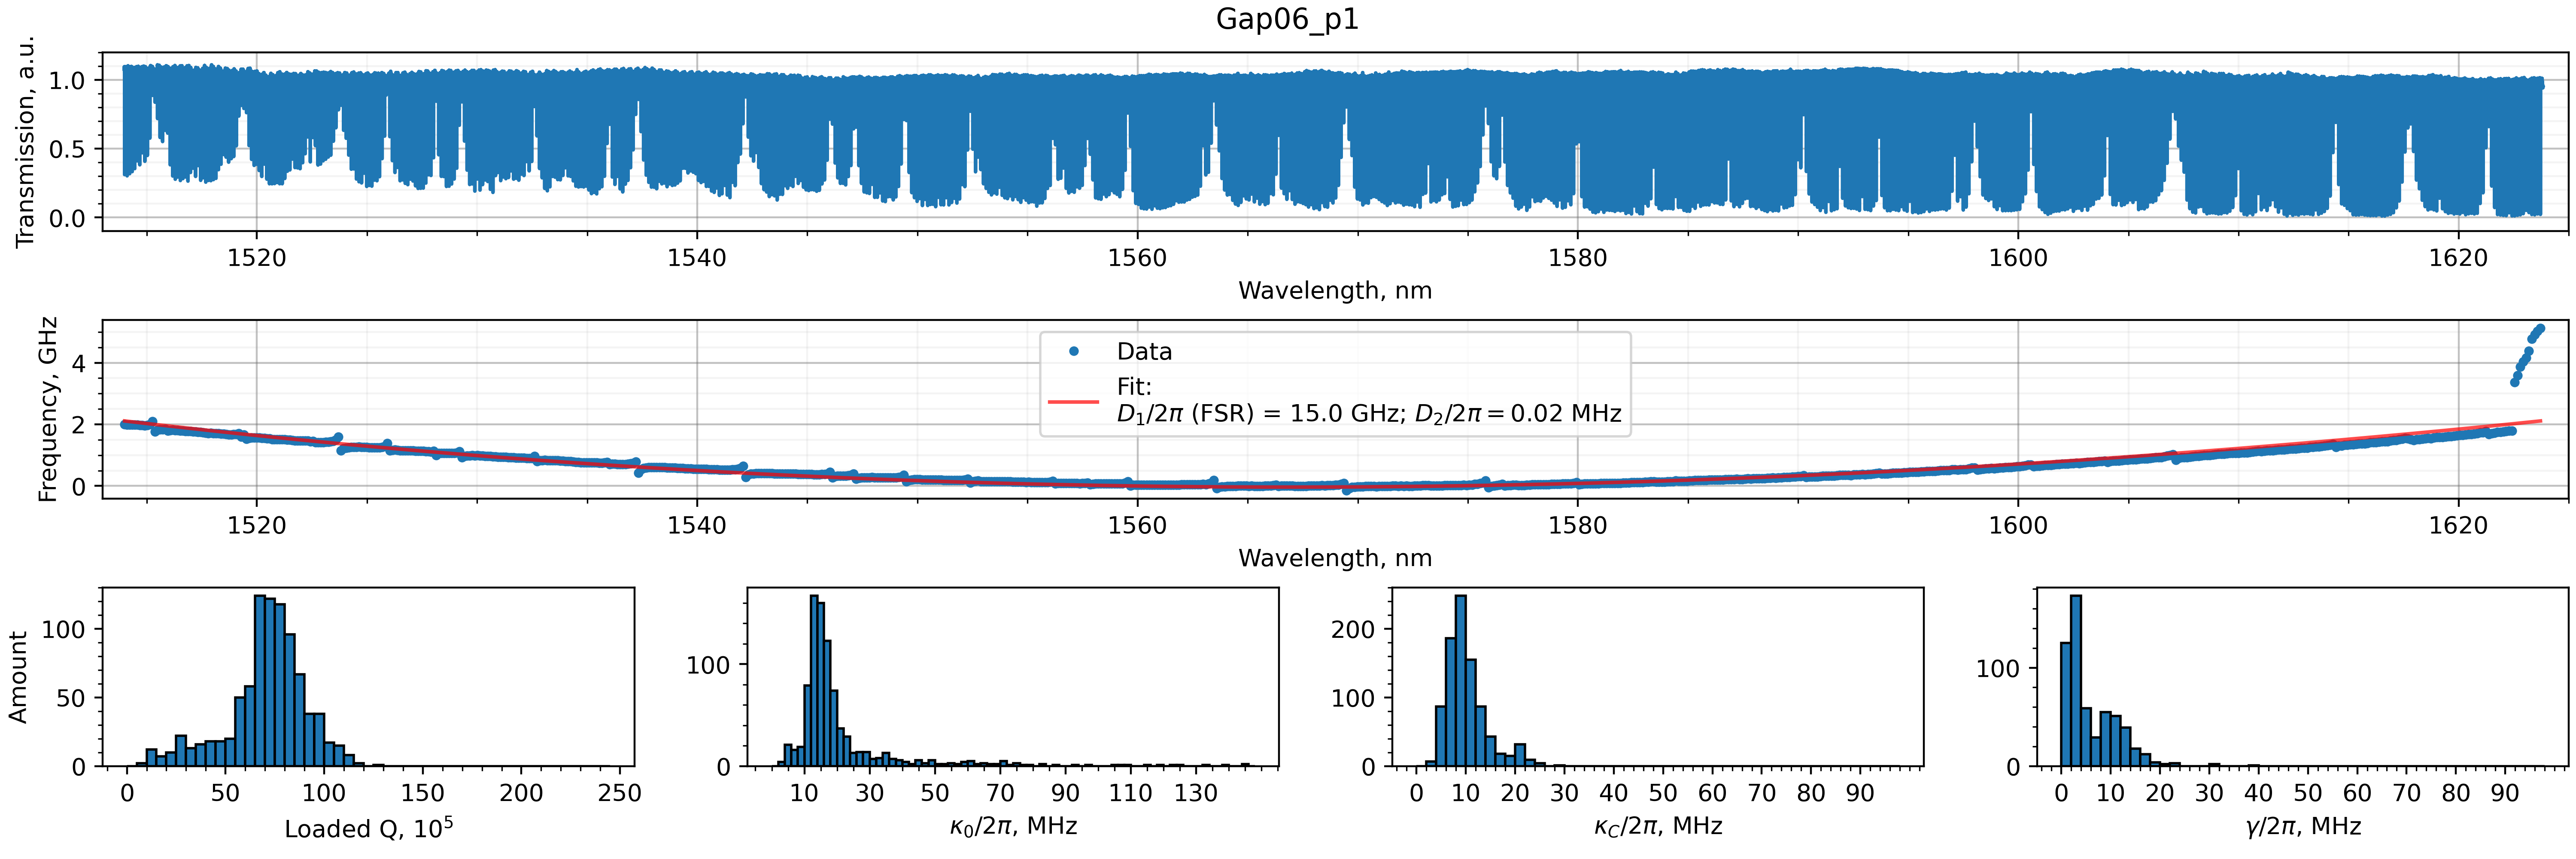 Gap06_p1
Transmission, a.u.
1.0
0.5
0.0
1520 1540 1560 1580 1600 1620
Wavelength, nm
Frequency, GHz
4
2
0
Data
Fit:
D₁/2π (FSR) = 15.0 GHz; D₂/2π = 0.02 MHz
1520 1540 1560 1580 1600 1620
Wavelength, nm
Amount
100
50
0
0 50 100 150 200 250
Loaded Q, 10⁵
100
0
10 30 50 70 90 110 130
κ₀/2π, MHz
200
100
0
0 10 20 30 40 50 60 70 80 90
κ_C/2π, MHz
100
0
0 10 20 30 40 50 60 70 80 90
γ/2π, MHz